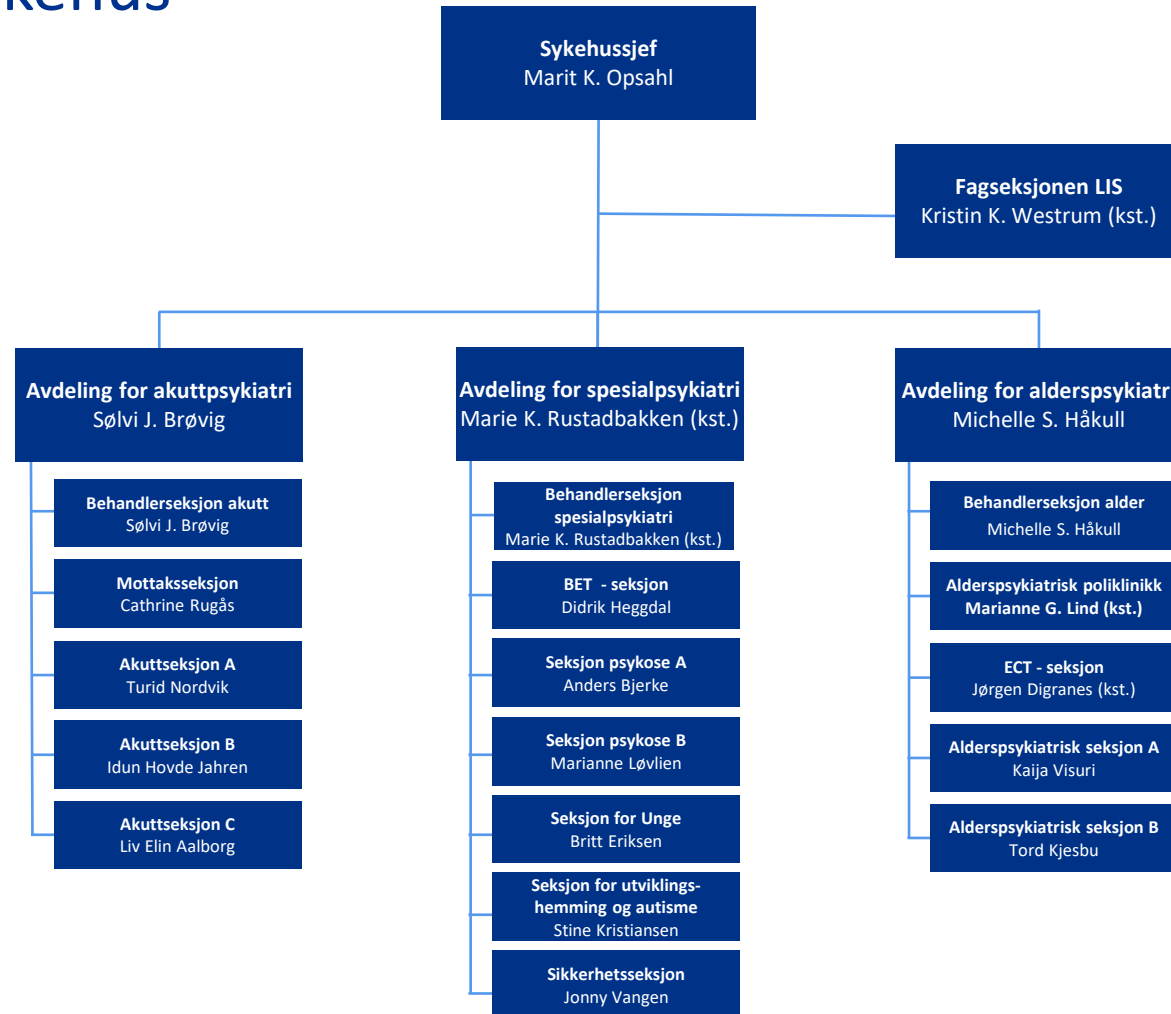 Sykehussjef
Marit K. Opsahl
Fagseksjonen LIS
Kristin K. Westrum (kst.)
Avdeling for akuttpsykiatri
Sølvi J. Brøvig
Behandlerseksjon akutt
Sølvi J. Brøvig
Mottaksseksjon
Cathrine Rugås
Akuttseksjon A
Turid Nordvik
Akuttseksjon B
Idun Hovde Jahren
Akuttseksjon C
Liv Elin Aalborg
Avdeling for spesialpsykiatri
Marie K. Rustadbakken (kst.)
Behandlerseksjon
spesialpsykiatri
Marie K. Rustadbakken (kst.)
BET - seksjon
Didrik Heggdal
Seksjon psykose A
Anders Bjerke
Seksjon psykose B
Marianne Løvlien
Seksjon for Unge
Britt Eriksen
Seksjon for utviklings-
hemming og autisme
Stine Kristiansen
Sikkerhetsseksjon
Jonny Vangen
Avdeling for alderspsykiatr
Michelle S. Håkull
Behandlerseksjon alder
Michelle S. Håkull
Alderspsykiatrisk poliklinikk
Marianne G. Lind (kst.)
ECT - seksjon
Jørgen Digranes (kst.)
Alderspsykiatrisk seksjon A
Kaija Visuri
Alderspsykiatrisk seksjon B
Tord Kjesbu